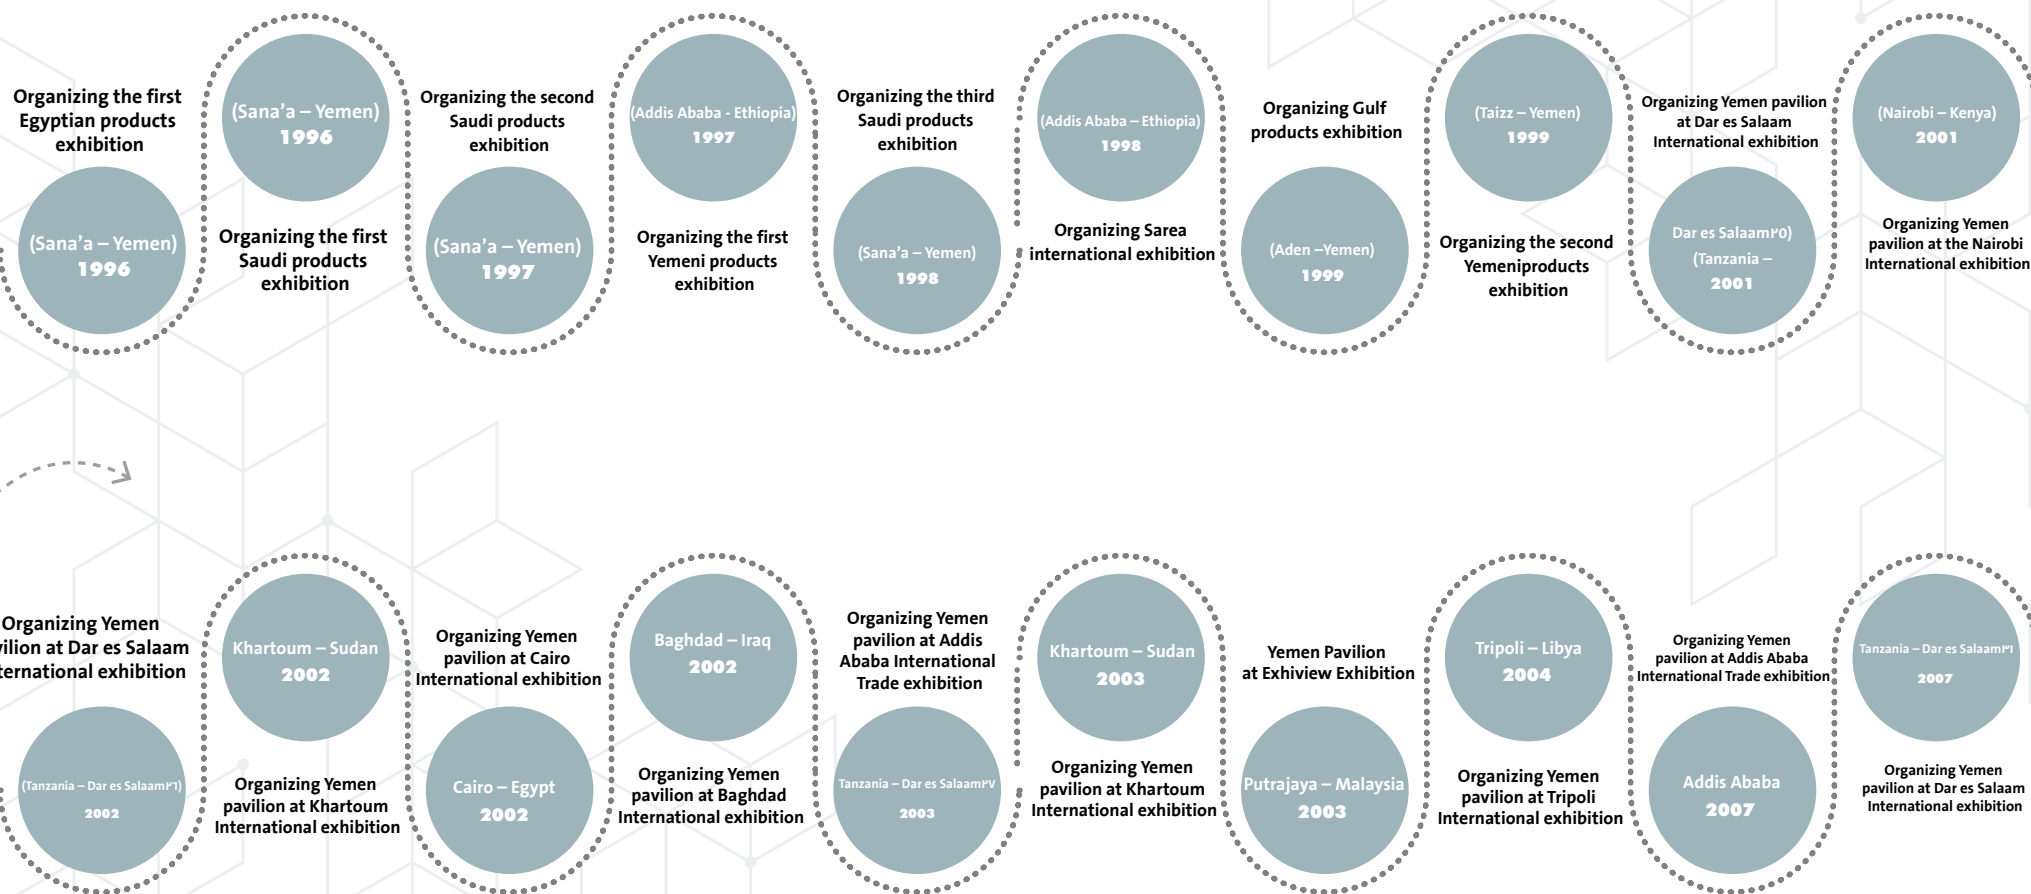 Organizing the first
Egyptian products
exhibition
(Sana’a – Yemen)
1996
(Sana’a – Yemen)
1996
Organizing the first
Saudi products
exhibition
Organizing the second
Saudi products
exhibition
(Sana’a – Yemen)
1997
(Addis Ababa - Ethiopia)
1997
Organizing the first
Yemeni products
exhibition
Organizing the third
Saudi products
exhibition
(Sana’a – Yemen)
1998
(Addis Ababa – Ethiopia)
1998
Organizing Sarea
international exhibition
Organizing Gulf
products exhibition
(Aden –Yemen)
1999
(Taizz – Yemen)
1999
Organizing the second
Yemeniproducts
exhibition
Organizing Yemen pavilion
at Dar es Salaam
International exhibition
Dar es Salaam٢٥)
(Tanzania –
2001
(Nairobi – Kenya)
2001
Organizing Yemen
pavilion at the Nairobi
International exhibition
Organizing Yemen
vilion at Dar es Salaam
ternational exhibition
(Tanzania – Dar es Salaam٢٦)
2002
Khartoum – Sudan
2002
Organizing Yemen
pavilion at Khartoum
International exhibition
Organizing Yemen
pavilion at Cairo
International exhibition
Cairo – Egypt
2002
Baghdad – Iraq
2002
Organizing Yemen
pavilion at Baghdad
International exhibition
Organizing Yemen
pavilion at Addis
Ababa International
Trade exhibition
Tanzania – Dar es Salaam٢٧
2003
Khartoum – Sudan
2003
Organizing Yemen
pavilion at Khartoum
International exhibition
Yemen Pavilion
at Exhiview Exhibition
Putrajaya – Malaysia
2003
Tripoli – Libya
2004
Organizing Yemen
pavilion at Tripoli
International exhibition
Organizing Yemen
pavilion at Addis Ababa
International Trade exhibition
Addis Ababa
2007
Tanzania – Dar es Salaam٣١
2007
Organizing Yemen
pavilion at Dar es Salaam
International exhibition